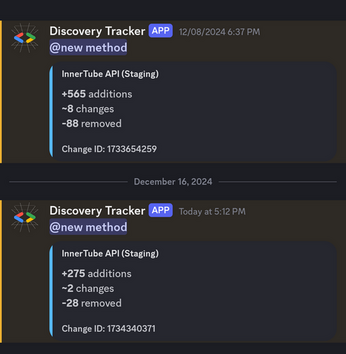 Discovery Tracker APP 12/08/2024 6:37 PM
@new method
InnerTube API (Staging)
+565 additions
~8 changes
-88 removed
Change ID: 1733654259
December 16, 2024
Discovery Tracker APP Today at 5:12 PM
@new method
InnerTube API (Staging)
+275 additions
~2 changes
-28 removed
Change ID: 1734340371